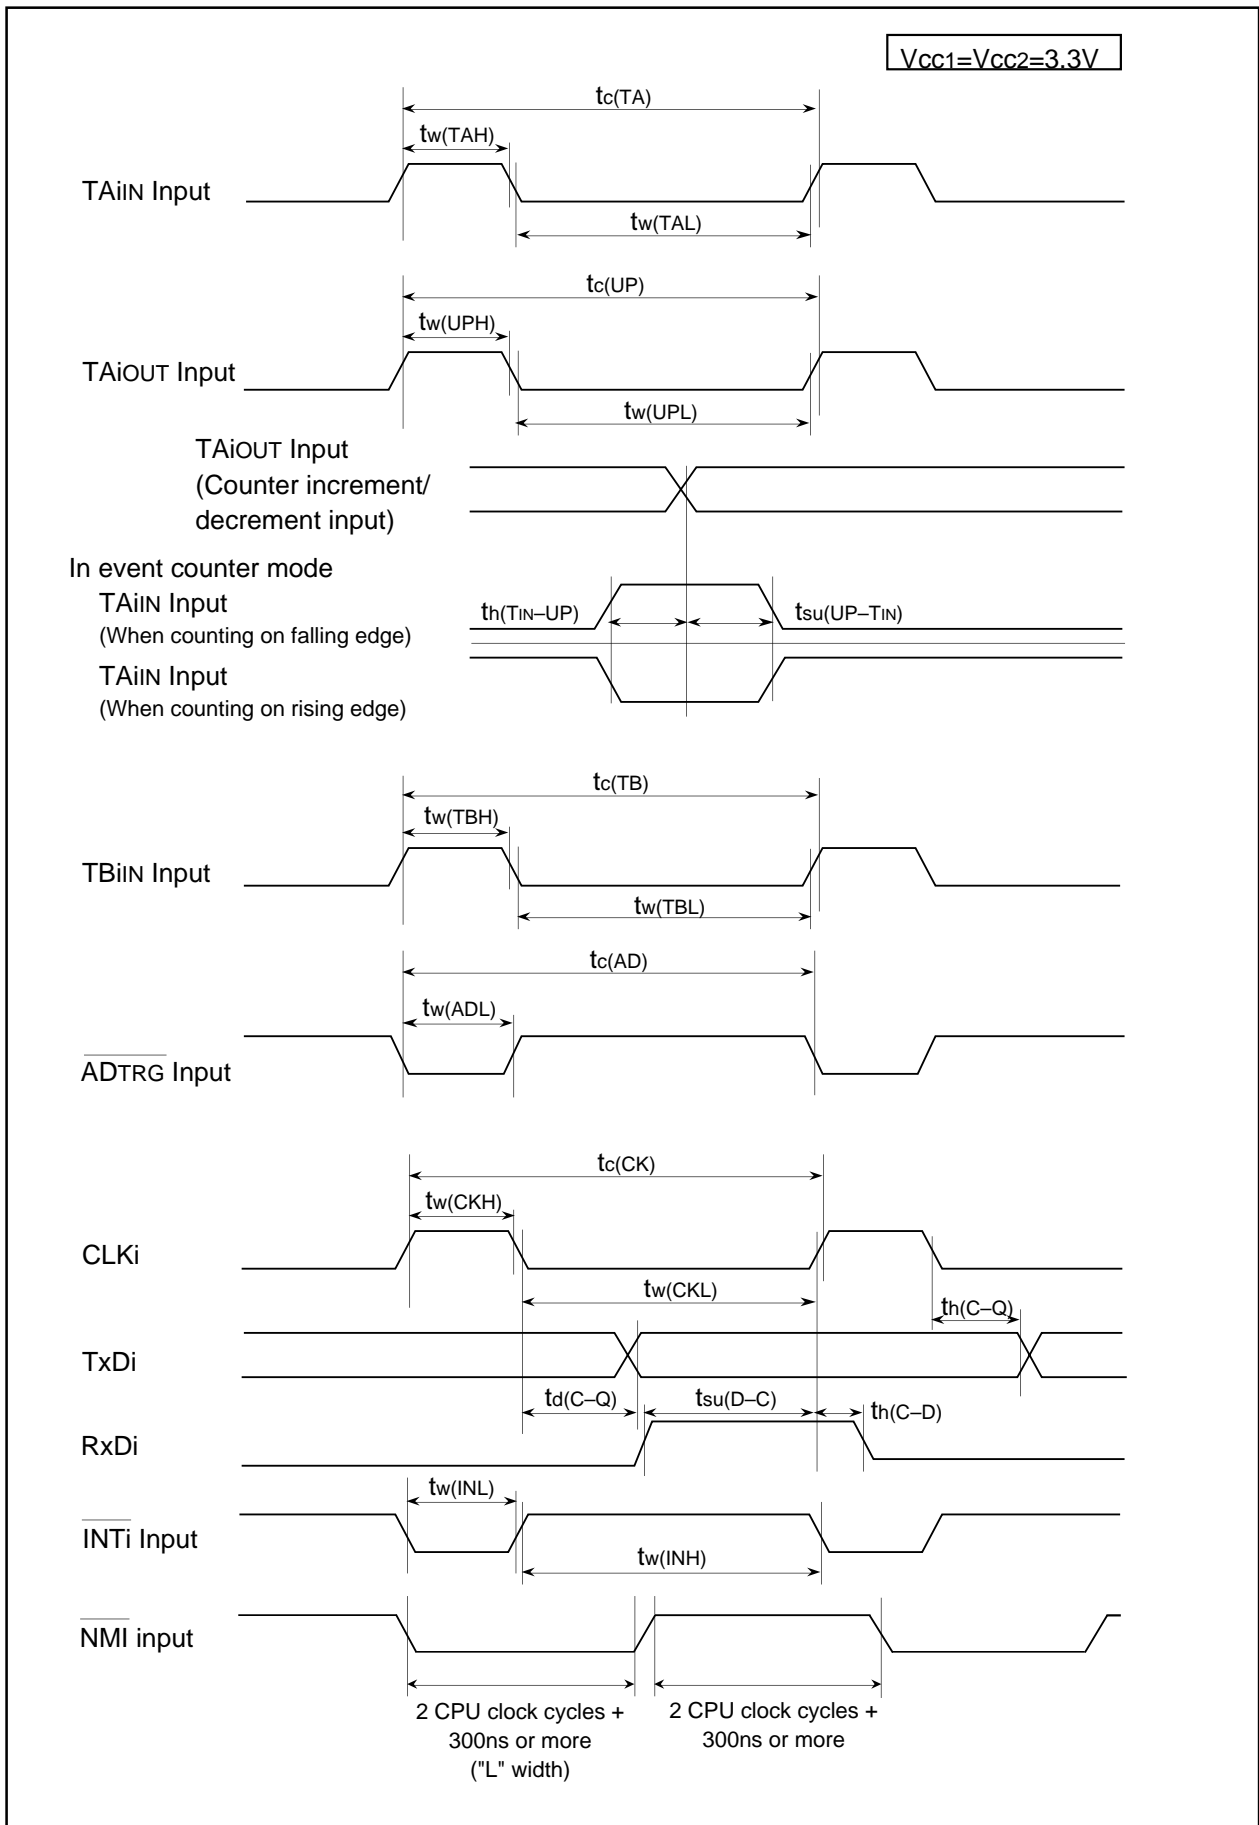 Vcc1=Vcc2=3.3V
tc(TA)
tw(TAH)
TAiIN Input
tw(TAL)
tc(UP)
tw(UPH)
TAiOUT Input
tw(UPL)
TAiOUT Input
(Counter increment/
decrement input)
In event counter mode
TAiIN Input
(When counting on falling edge)
th(TIN–UP)
tsu(UP–TIN)
TAiIN Input
(When counting on rising edge)
tc(TB)
tw(TBH)
TBiIN Input
tw(TBL)
tc(AD)
tw(ADL)
ADTRG Input
tc(CK)
tw(CKH)
CLKi
tw(CKL)
th(C–Q)
TxDi
td(C–Q)
tsu(D–C)
th(C–D)
RxDi
tw(INL)
INTi Input
tw(INH)
NMI input
2 CPU clock cycles +
300ns or more
("L" width)
2 CPU clock cycles +
300ns or more